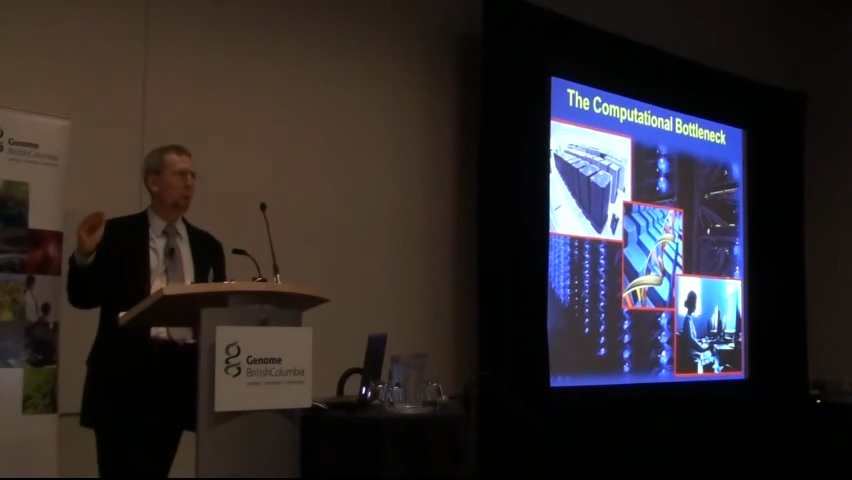 Genome
BritishColumbia
The Computational Bottleneck
Genome
BritishColumbia